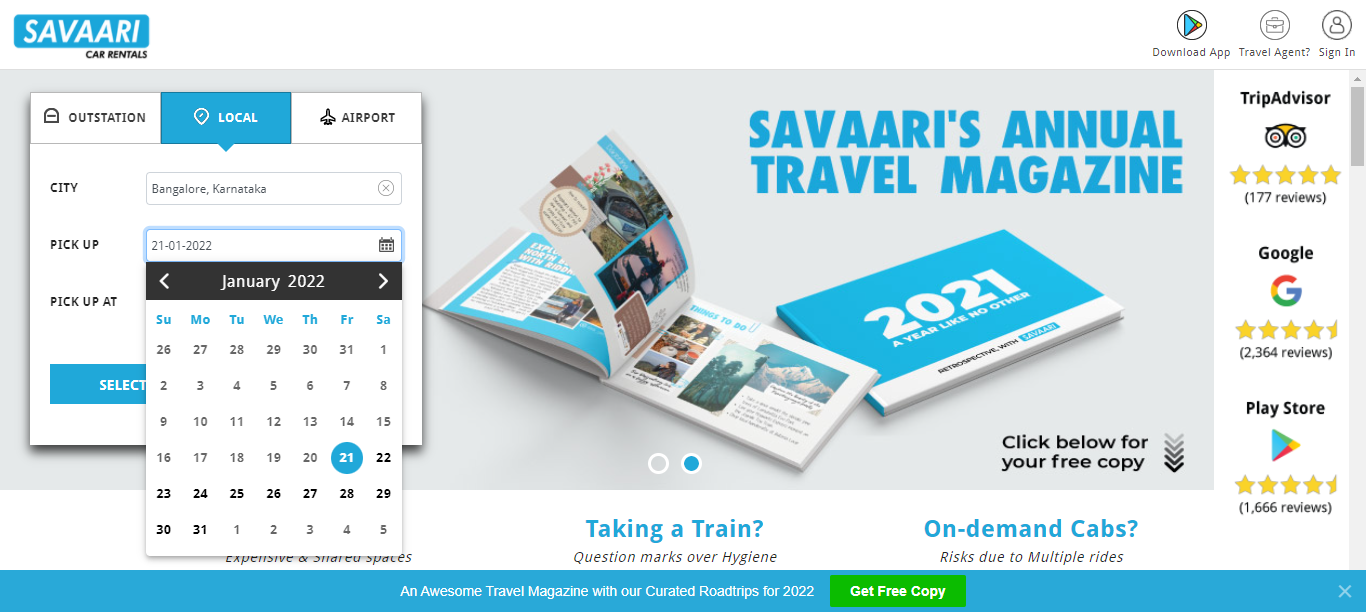 SAVAARI
CAR RENTALS
Download App
Travel Agent?
Sign In
OUTSTATION
LOCAL
AIRPORT
CITY
Bangalore, Karnataka
PICK UP
21-01-2022
January 2022
Su Mo Tu We Th Fr Sa
26 27 28 29 30 31 1
2 3 4 5 6 7 8
9 10 11 12 13 14 15
16 17 18 19 20 21 22
23 24 25 26 27 28 29
30 31 1 2 3 4 5
PICK UP AT
SELECT
SAVAARI'S ANNUAL
TRAVEL MAGAZINE
THINGS TO DO
2021
A YEAR LIKE NO OTHER
RETROSPECTIVE, WITH SAVAARI
Click below for
your free copy
TripAdvisor
(177 reviews)
Google
(2,364 reviews)
Play Store
(1,666 reviews)
Expensive & Shared spaces
Taking a Train?
Question marks over Hygiene
On-demand Cabs?
Risks due to Multiple rides
An Awesome Travel Magazine with our Curated Roadtrips for 2022
Get Free Copy